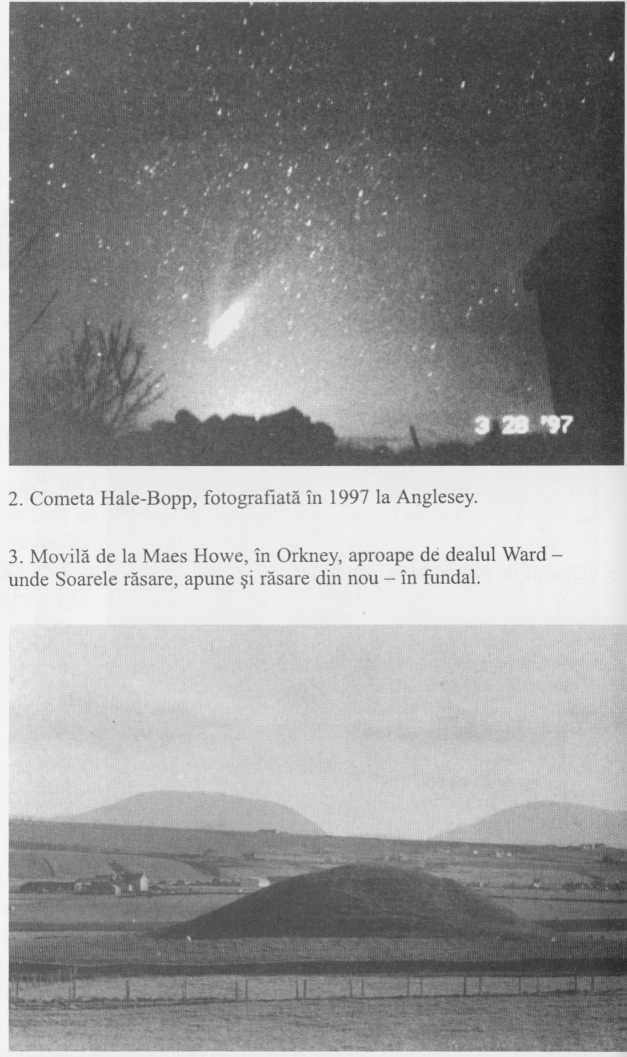 3 28 '97
2. Cometa Hale-Bopp, fotografiată în 1997 la Anglesey.
3. Movilă de la Maes Howe, în Orkney, aproape de dealul Ward –
unde Soarele răsare, apune şi răsare din nou – în fundal.